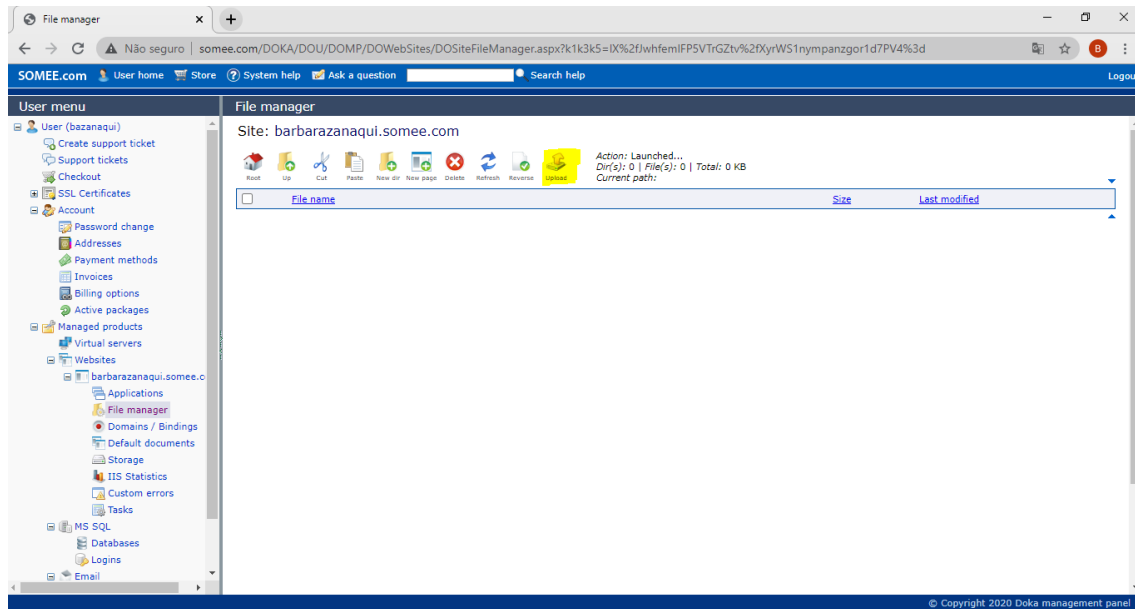 File manager
Não seguro | somee.com/DOKA/DOU/DOMP/DOWebSites/DOSiteFileManager.aspx?k1k3k5=IX%2fJwhfemIFP5VTrGZtv%2fXyrWS1nympanzgor1d7PV4%3d
B
SOMEE.com User home Store System help Ask a question Search help Logou
User menu
File manager
User (bazanaqui)
Create support ticket
Support tickets
Checkout
SSL Certificates
Account
Password change
Addresses
Payment methods
Invoices
Billing options
Active packages
Managed products
Virtual servers
Websites
barbarazanaqui.somee.c
Applications
File manager
Domains / Bindings
Default documents
Storage
IIS Statistics
Custom errors
Tasks
MS SQL
Databases
Logins
Email
Site: barbarazanaqui.somee.com
Root Up Cut Paste New dir New page Delete Refresh Reverse Upload
Action: Launched...
Dir(s): 0 | File(s): 0 | Total: 0 KB
Current path:
File name Size Last modified
© Copyright 2020 Doka management panel